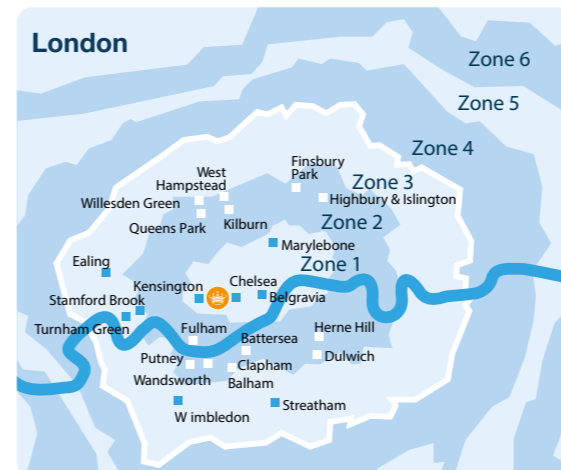 London
Zone 6
Zone 5
Zone 4
West
Hampstead
Finsbury
Park
Zone 3
Willesden Green
Highbury & Islington
Queens Park
Kilburn
Zone 2
Marylebone
Ealing
Zone 1
Kensington
Chelsea
Stamford Brook
Belgravia
Turnham Green
Fulham
Herne Hill
Battersea
Putney
Dulwich
Clapham
Wandsworth
Balham
W imbledon
Streatham